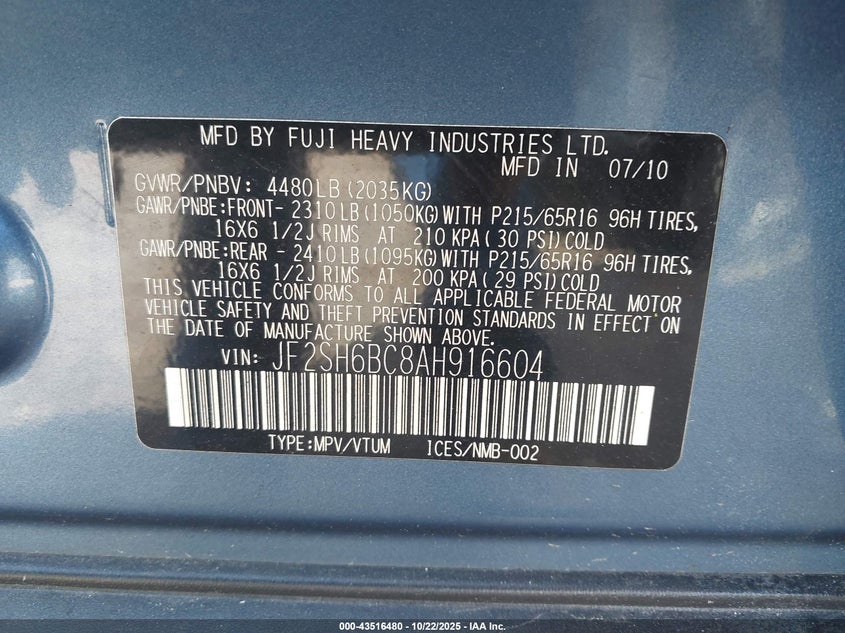 MFD BY FUJI HEAVY INDUSTRIES LTD.
MFD IN 07/10
GVWR/PNBV: 4480LB (2035KG)
GAWR/PNBE:FRONT- 2310LB(1050KG)WITH P215/65R16 96H TIRES,
16X6 1/2J RIMS AT 210 KPA( 30 PSI)COLD
GAWR/PNBE:REAR - 2410LB(1095KG)WITH P215/65R16 96H TIRES,
16X6 1/2J RIMS AT 200 KPA( 29 PSI)COLD
THIS VEHICLE CONFORMS TO ALL APPLICABLE FEDERAL MOTOR
VEHICLE SAFETY AND THEFT PREVENTION STANDARDS IN EFFECT ON
THE DATE OF MANUFACTURE SHOWN ABOVE.
VIN: JF2SH6BC8AH916604
TYPE:MPV/VTUM ICES/NMB-002
000-43516480 - 10/22/2025 - IAA Inc.